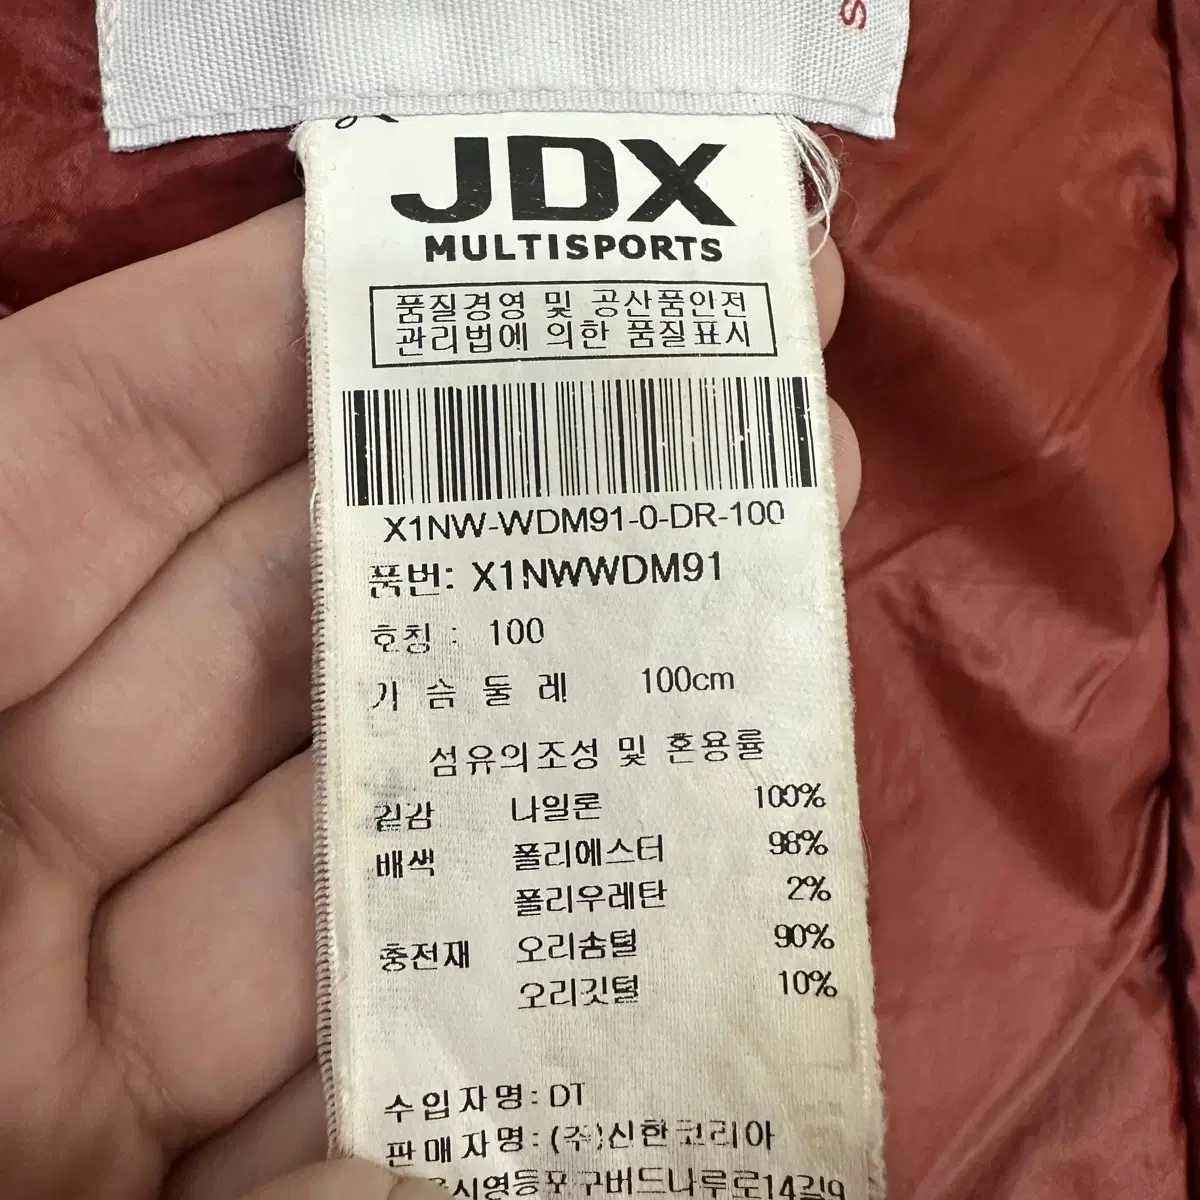 S
JDX
MULTISPORTS
품질경영 및 공산품안전
관리법에 의한 품질표시
X1NW-WDM91-0-DR-100
품번: X1NWWDM91
호칭 : 100
가 슴 둘 레 100cm
섬유의조성 및 혼용률
겉감 나일론 100%
배색 폴리에스터 98%
폴리우레탄 2%
충전재 오리솜털 90%
오리깃털 10%
수입자명: DT
판매자명: (주)신한코리아
시영등포구버드나루로14길9